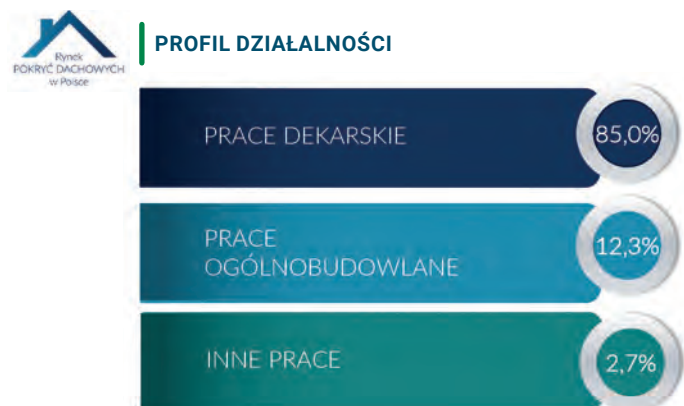 Rynek
POKRYĆ DACHOWYCH
w Polsce
PROFIL DZIAŁALNOŚCI
PRACE DEKARSKIE
85,0%
PRACE
OGÓLNOBUDOWLANE
12,3%
INNE PRACE
2,7%